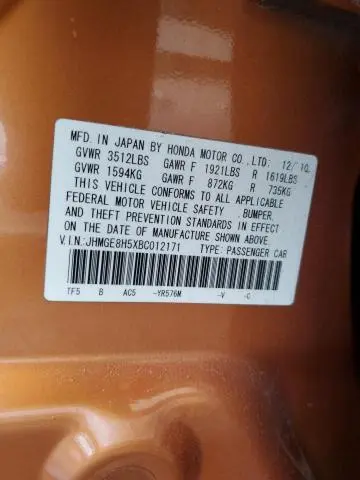 MFD. IN JAPAN BY HONDA MOTOR CO.,LTD: 12/'10
GVWR 3512LBS GAWR F 1921LBS R 1619LBS
GVWR 1594KG GAWR F 872KG R 735KG
THIS VEHICLE CONFORMS TO ALL APPLICABLE
FEDERAL MOTOR VEHICLE SAFETY , BUMPER,
AND THEFT PREVENTION STANDARDS IN EFFECT
ON THE DATE OF MANUFACTURE SHOWN ABOVE.
V.I.N.:JHMGE8H5XBC012171 TYPE: PASSENGER CAR
TF5 B AC5 -YR576M -V -C